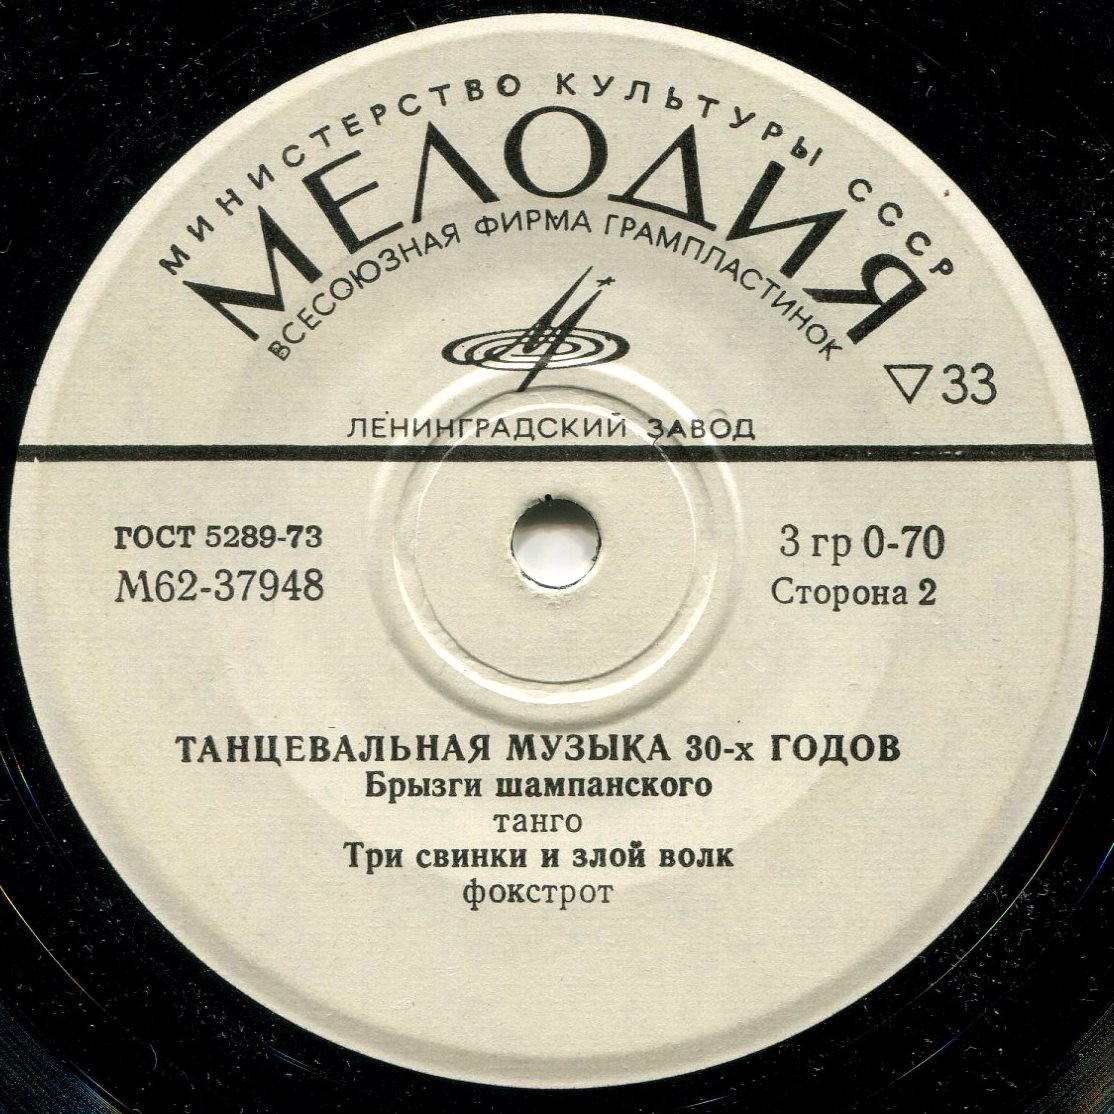 МИНИСТЕРСТВО КУЛЬТУРЫ СССР
МЕЛОДИЯ
ВСЕСОЮЗНАЯ ФИРМА ГРАМПЛАСТИНОК
▽33
ЛЕНИНГРАДСКИЙ ЗАВОД
ГОСТ 5289-73
М62-37948
3 гр 0-70
Сторона 2
ТАНЦЕВАЛЬНАЯ МУЗЫКА 30-х ГОДОВ
Брызги шампанского
танго
Три свинки и злой волк
фокстрот